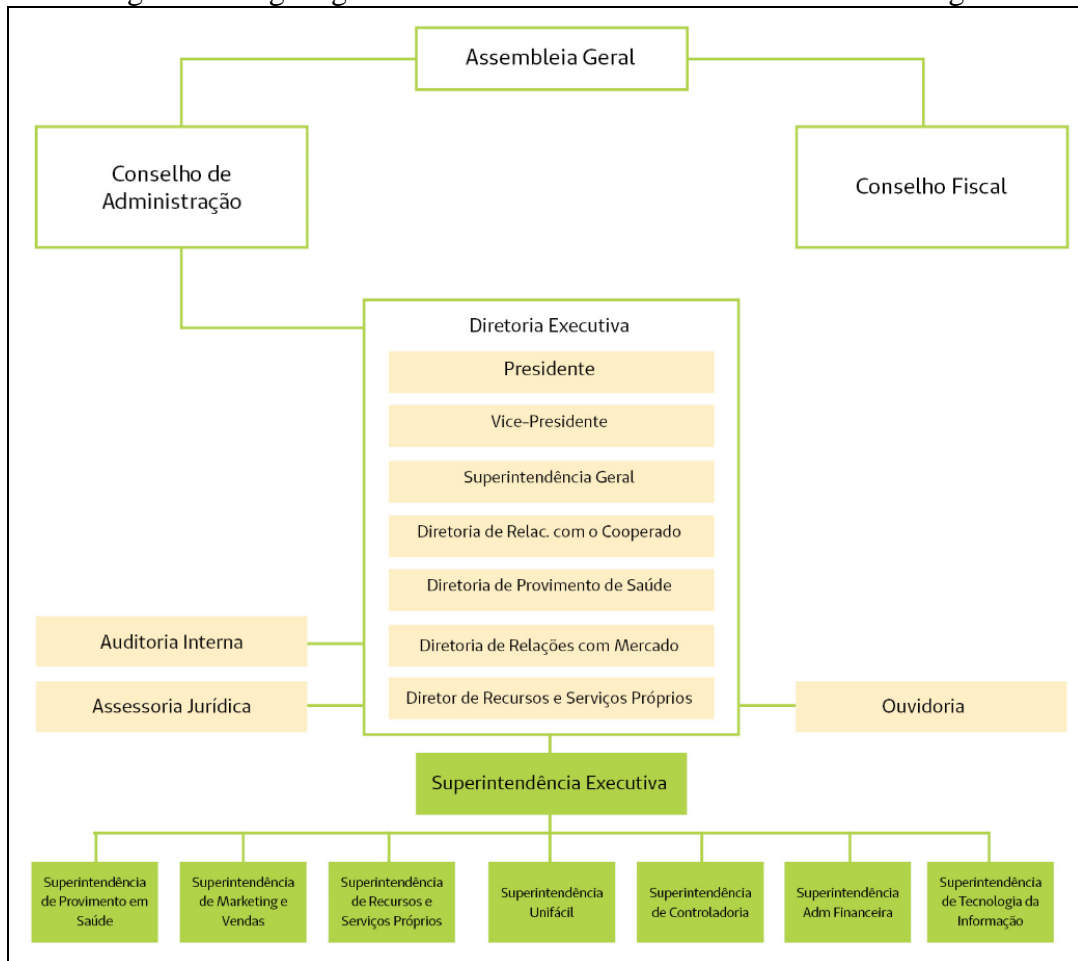 Assembleia Geral
Conselho de
Administração
Conselho Fiscal
Diretoria Executiva
Presidente
Vice-Presidente
Superintendência Geral
Diretoria de Relac. com o Cooperado
Diretoria de Provimento de Saúde
Diretoria de Relações com Mercado
Diretor de Recursos e Serviços Próprios
Auditoria Interna
Assessoria Jurídica
Ouvidoria
Superintendência Executiva
Superintendência
de Provimento em
Saúde
Superintendência
de Marketing e
Vendas
Superintendência
de Recursos e
Serviços Próprios
Superintendência
Unifácil
Superintendência
de Controladoria
Superintendência
Adm Financeira
Superintendência
de Tecnologia da
Informação